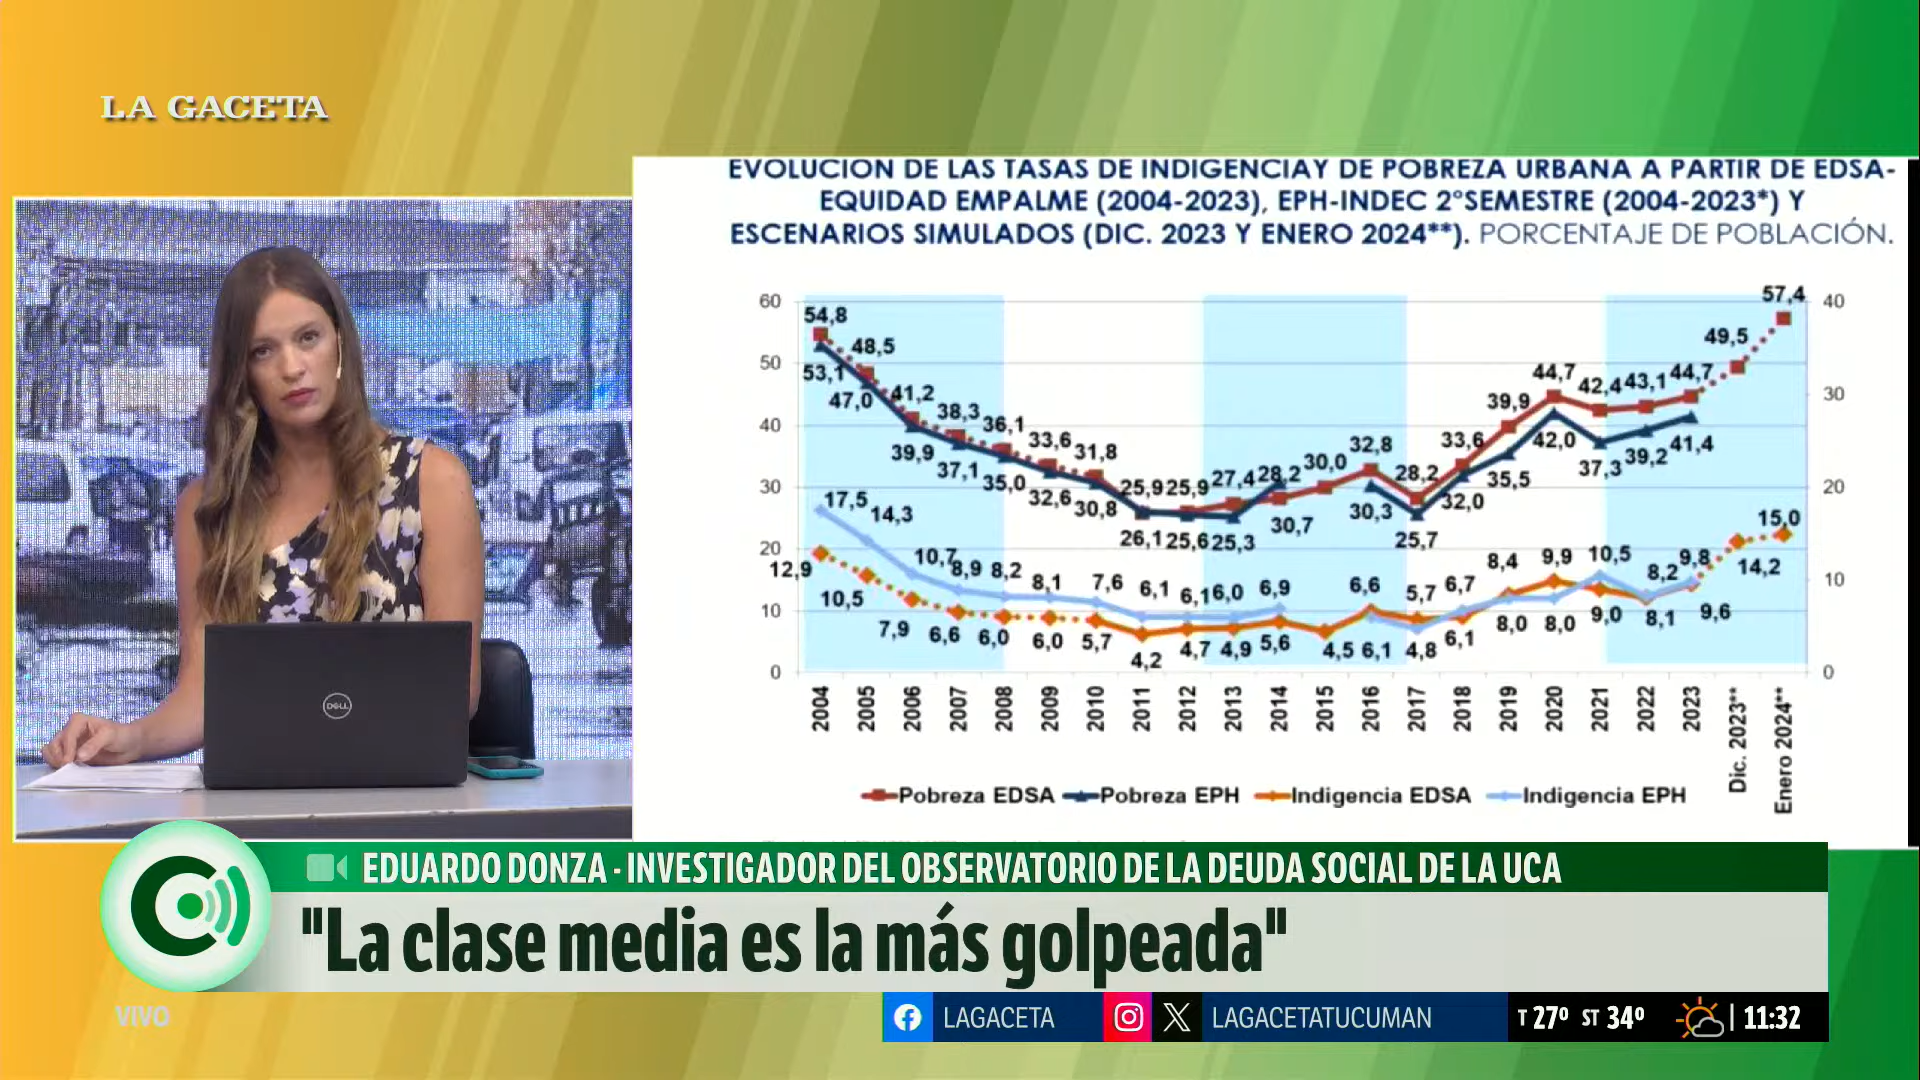 LA GACETA
EVOLUCION DE LAS TASAS DE INDIGENCIAY DE POBREZA URBANA A PARTIR DE EDSA-
EQUIDAD EMPALME (2004-2023), EPH-INDEC 2°SEMESTRE (2004-2023*) Y
ESCENARIOS SIMULADOS (DIC. 2023 Y ENERO 2024**). PORCENTAJE DE POBLACIÓN.
60 50 40 30 20 10 0
40 30 20 10 0
54,8 48,5 41,2 38,3 36,1 33,6 31,8 25,9 25,9 27,4 28,2 30,0 32,8 28,2 33,6 39,9 44,7 42,4 43,1 44,7 49,5 57,4
53,1 47,0 39,9 37,1 35,0 32,6 30,8 26,1 25,6 25,3 30,7 30,3 25,7 32,0 35,5 42,0 37,3 39,2 41,4
17,5 14,3 10,7 8,9 8,2 8,1 7,6 6,1 6,1 6,0 6,9 6,6 5,7 6,7 8,4 9,9 10,5 8,2 9,8 15,0
12,9 10,5 7,9 6,6 6,0 6,0 5,7 4,2 4,7 4,9 5,6 4,5 6,1 4,8 6,1 8,0 8,0 9,0 8,1 9,6 14,2
2004 2005 2006 2007 2008 2009 2010 2011 2012 2013 2014 2015 2016 2017 2018 2019 2020 2021 2022 2023 Dic. 2023** Enero 2024**
Pobreza EDSA Pobreza EPH Indigencia EDSA Indigencia EPH
DELL
EDUARDO DONZA - INVESTIGADOR DEL OBSERVATORIO DE LA DEUDA SOCIAL DE LA UCA
"La clase media es la más golpeada"
VIVO
LAGACETA LAGACETATUCUMAN T 27º ST 34º 11:32